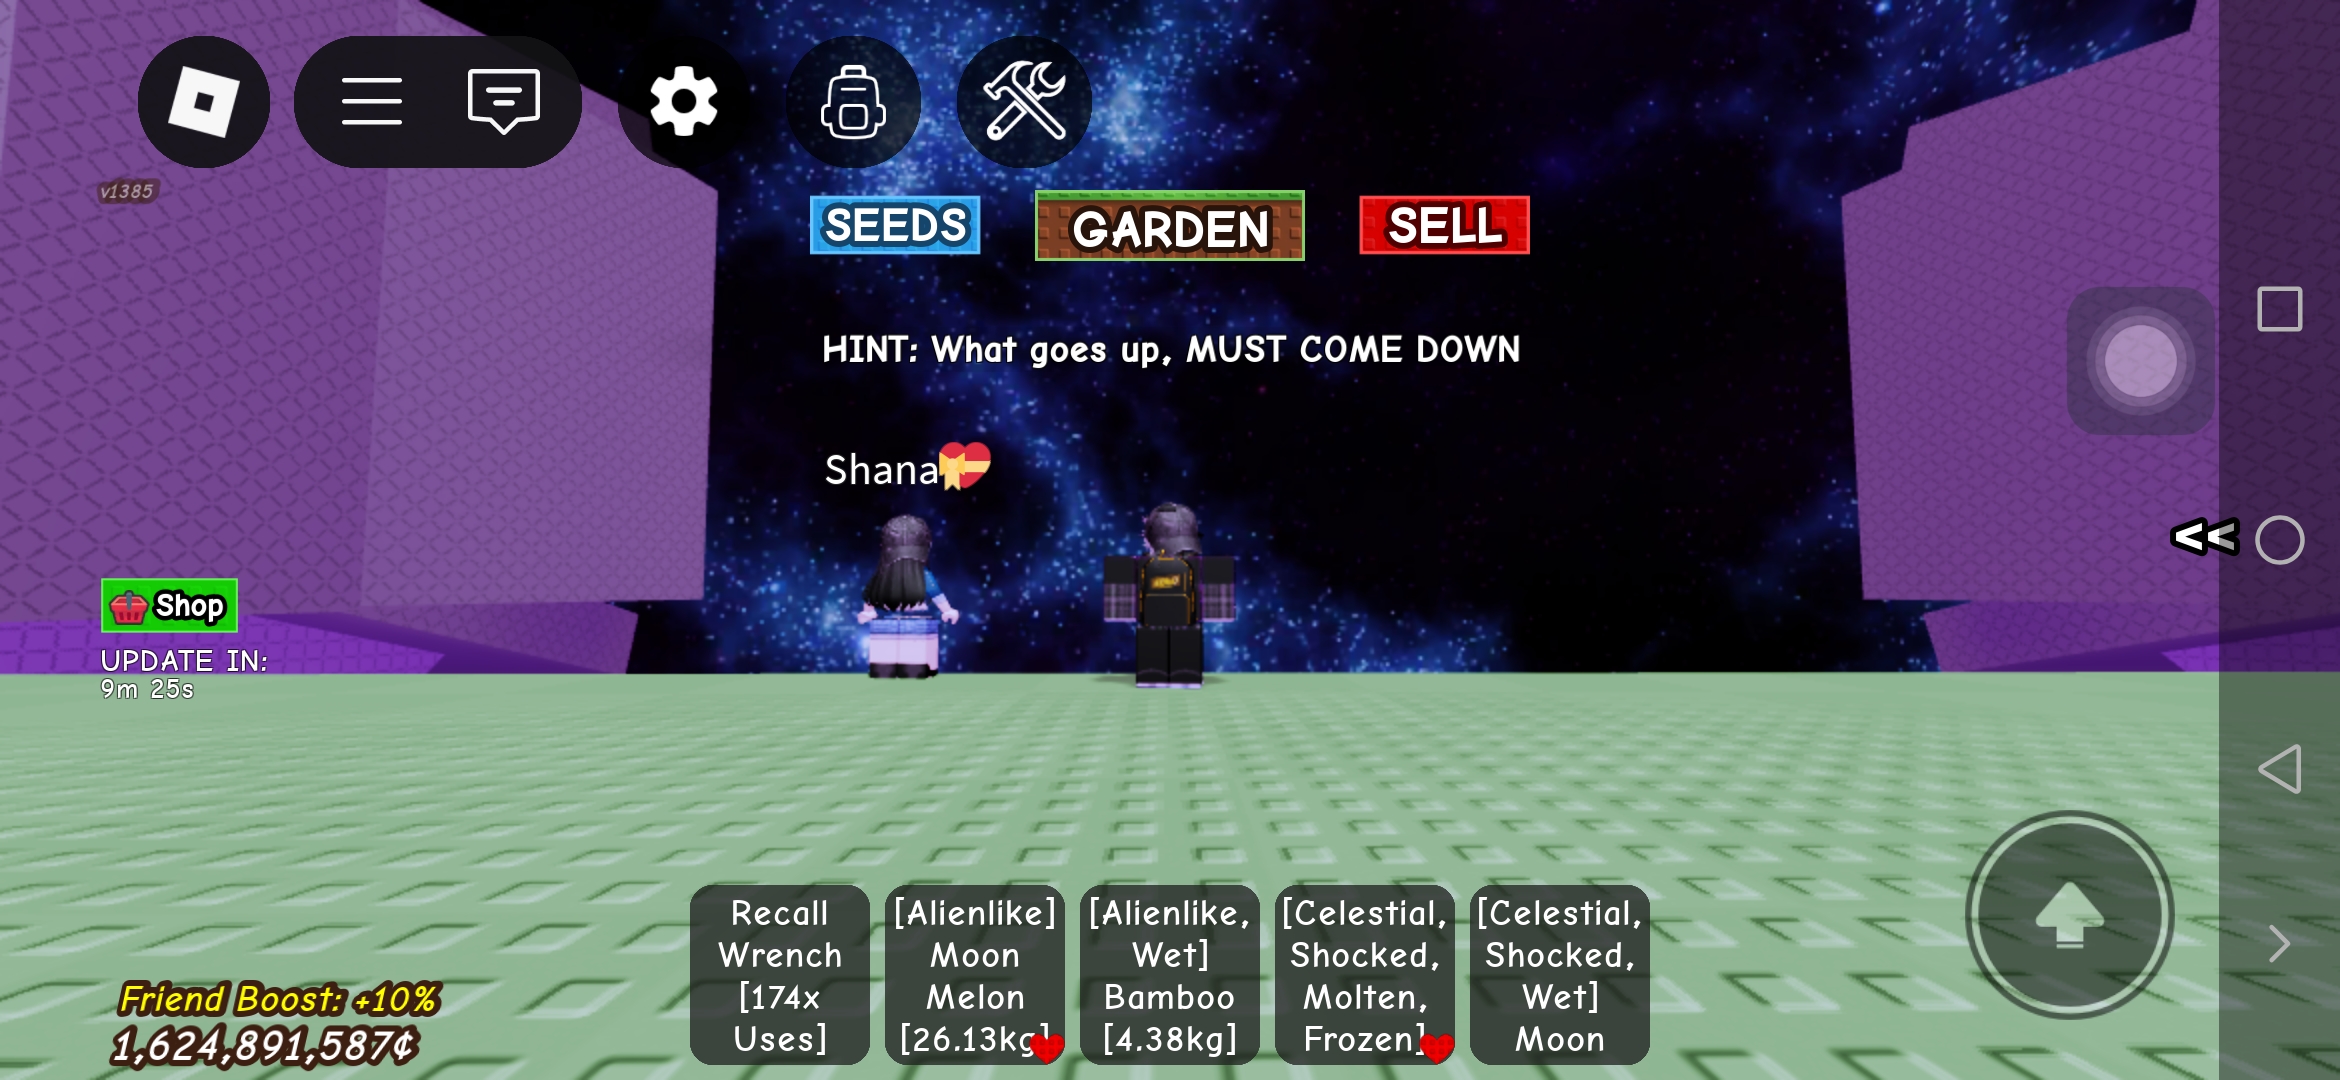 v1385
SEEDS
GARDEN
SELL
HINT: What goes up, MUST COME DOWN
Shana💝
<<
Shop
UPDATE IN:
9m 25s
Recall
Wrench
[174x
Uses]
[Alienlike]
Moon
Melon
[26.13kg]
[Alienlike,
Wet]
Bamboo
[4.38kg]
[Celestial,
Shocked,
Molten,
Frozen]
[Celestial,
Shocked,
Wet]
Moon
Friend Boost: +10%
1,624,891,587¢